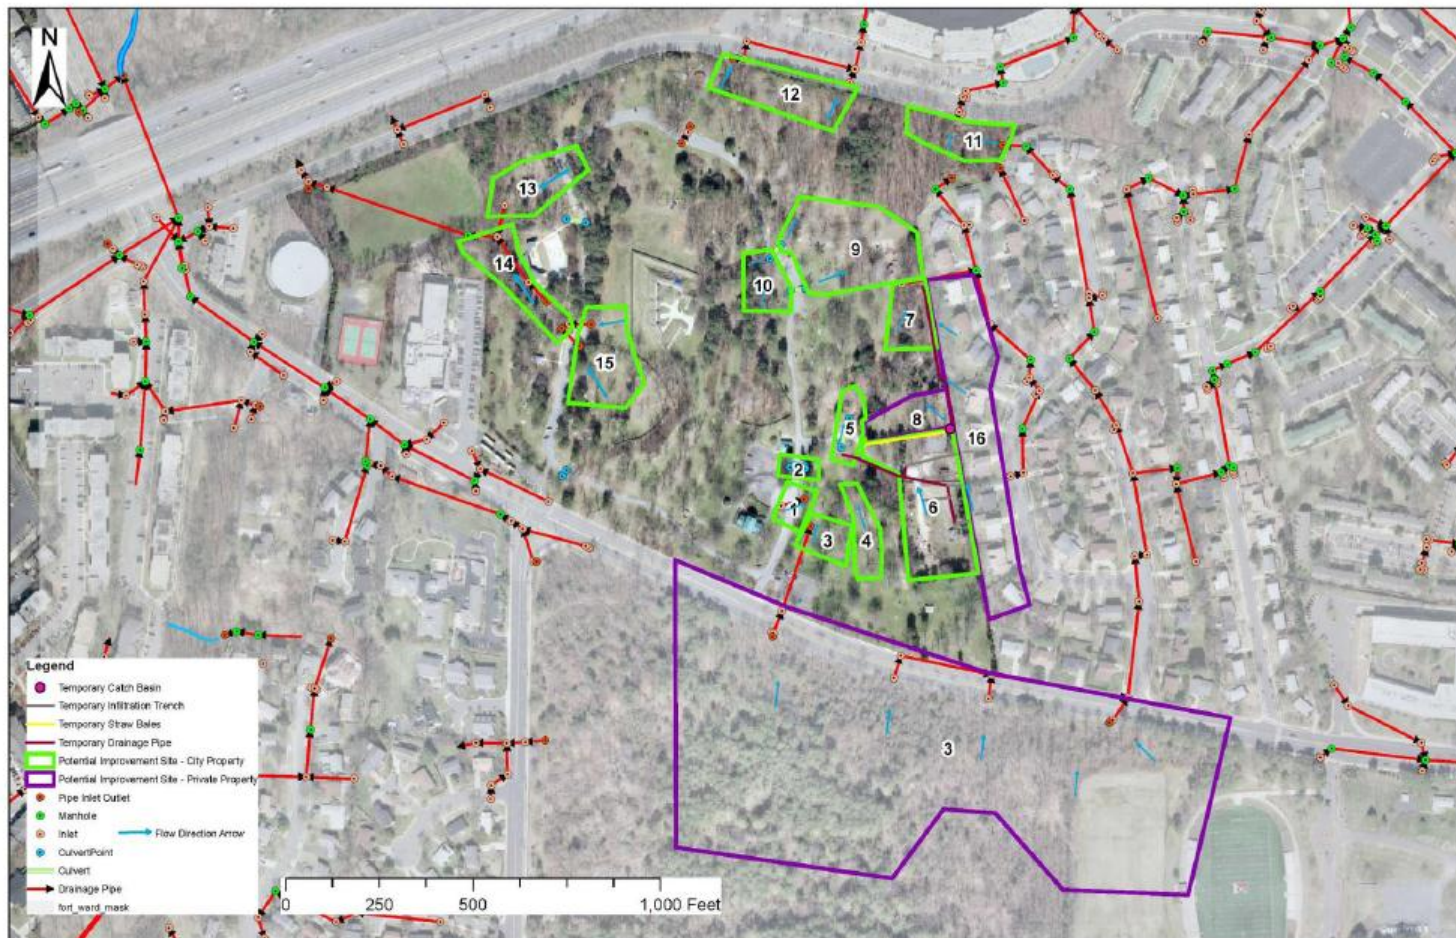 N
12
11
13
9
14
10
7
15
8
5
16
2
6
1
3
4
3
Legend
Temporary Catch Basin
Temporary Infiltration Trench
Temporary Straw Bales
Temporary Drainage Pipe
Potential Improvement Site - City Property
Potential Improvement Site - Private Property
Pipe Inlet Outlet
Manhole
Inlet Flow Direction Arrow
CulvertPoint
Culvert
Drainage Pipe
fort_ward_mask
0 250 500 1,000 Feet